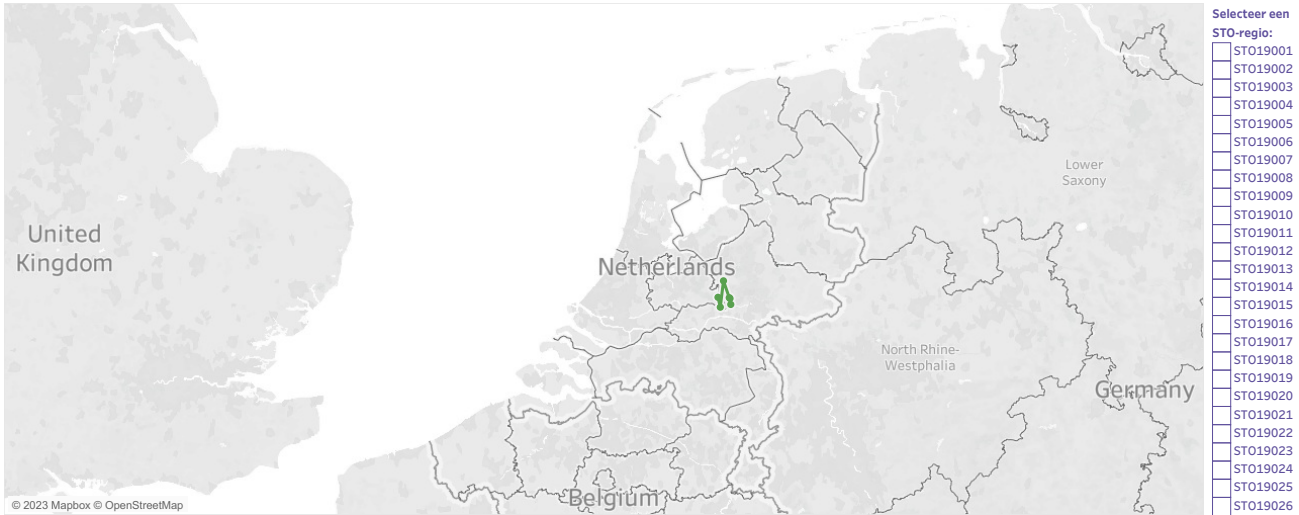 United
Kingdom
Netherlands
Lower
Saxony
North Rhine-
Westphalia
Germany
Belgium
© 2023 Mapbox © OpenStreetMap
Selecteer een
STO-regio:
STO19001
STO19002
STO19003
STO19004
STO19005
STO19006
STO19007
STO19008
STO19009
STO19010
STO19011
STO19012
STO19013
STO19014
STO19015
STO19016
STO19017
STO19018
STO19019
STO19020
STO19021
STO19022
STO19023
STO19024
STO19025
STO19026